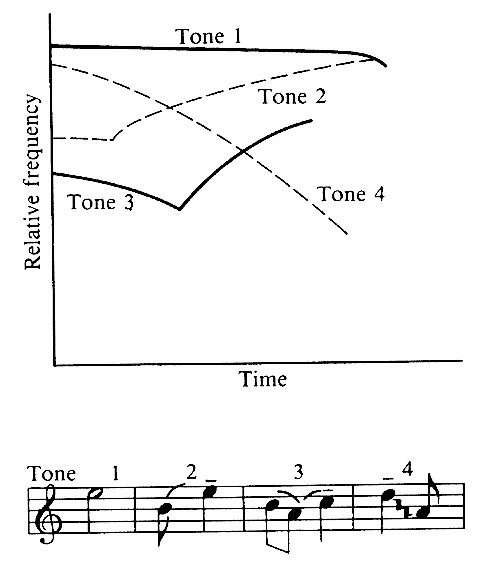 Tone 1
Tone 2
Tone 3
Tone 4
Relative frequency
Time
Tone 1 2 3 4